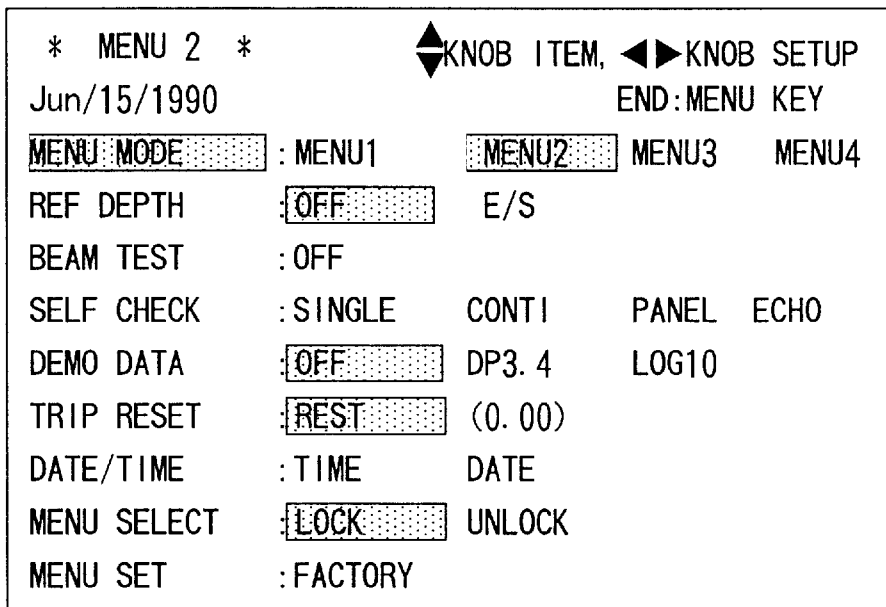 * MENU 2 * ▲▼KNOB ITEM, ◀▶KNOB SETUP
Jun/15/1990 END:MENU KEY
MENU MODE :MENU1 MENU2 MENU3 MENU4
REF DEPTH :OFF E/S
BEAM TEST :OFF
SELF CHECK :SINGLE CONTI PANEL ECHO
DEMO DATA :OFF DP3.4 LOG10
TRIP RESET :REST (0.00)
DATE/TIME :TIME DATE
MENU SELECT :LOCK UNLOCK
MENU SET :FACTORY